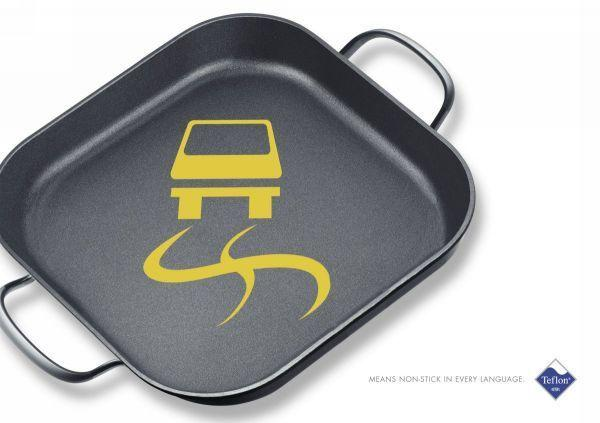 MEANS NON-STICK IN EVERY LANGUAGE.
Teflon®